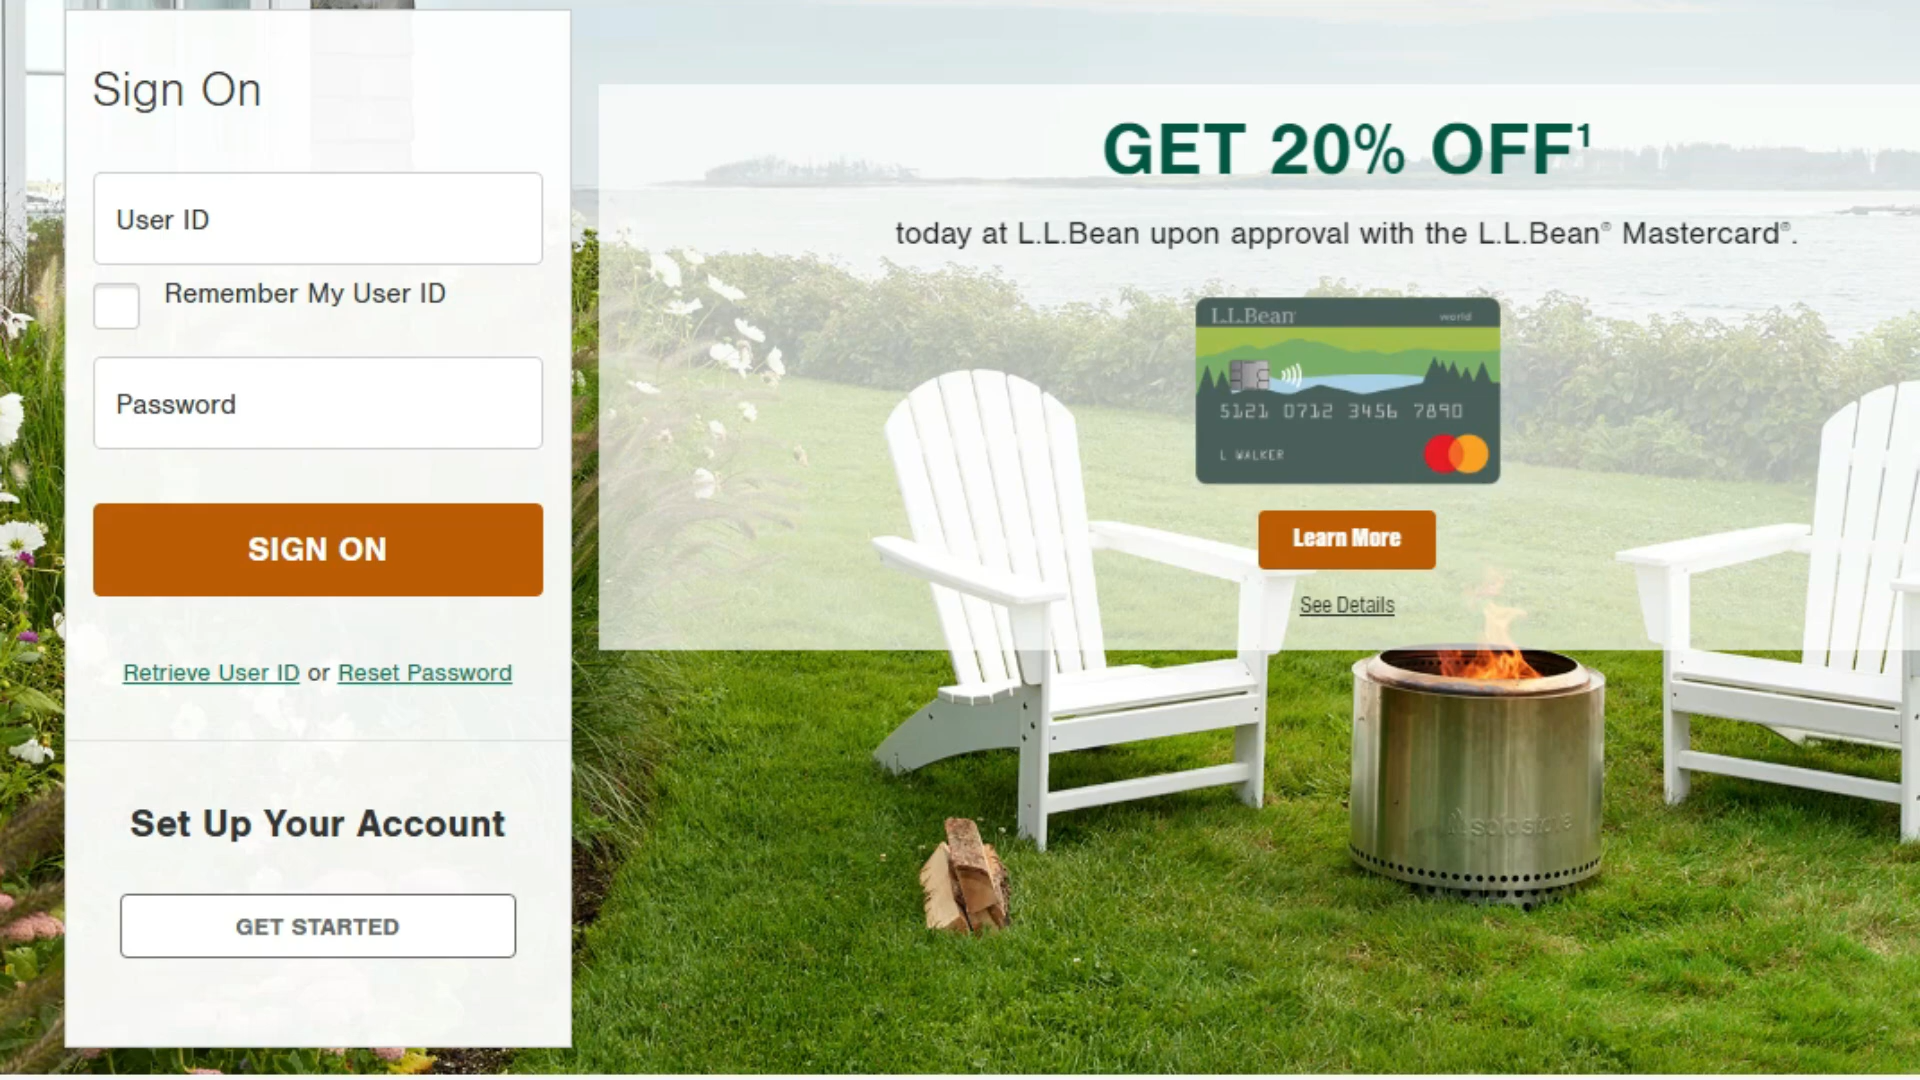 Sign On
User ID
Remember My User ID
Password
SIGN ON
Retrieve User ID or Reset Password
Set Up Your Account
GET STARTED
GET 20% OFF¹
today at L.L.Bean upon approval with the L.L.Bean® Mastercard®.
L.L.Bean world
5121 0712 3456 7890
L WALKER
Learn More
See Details
solo stove